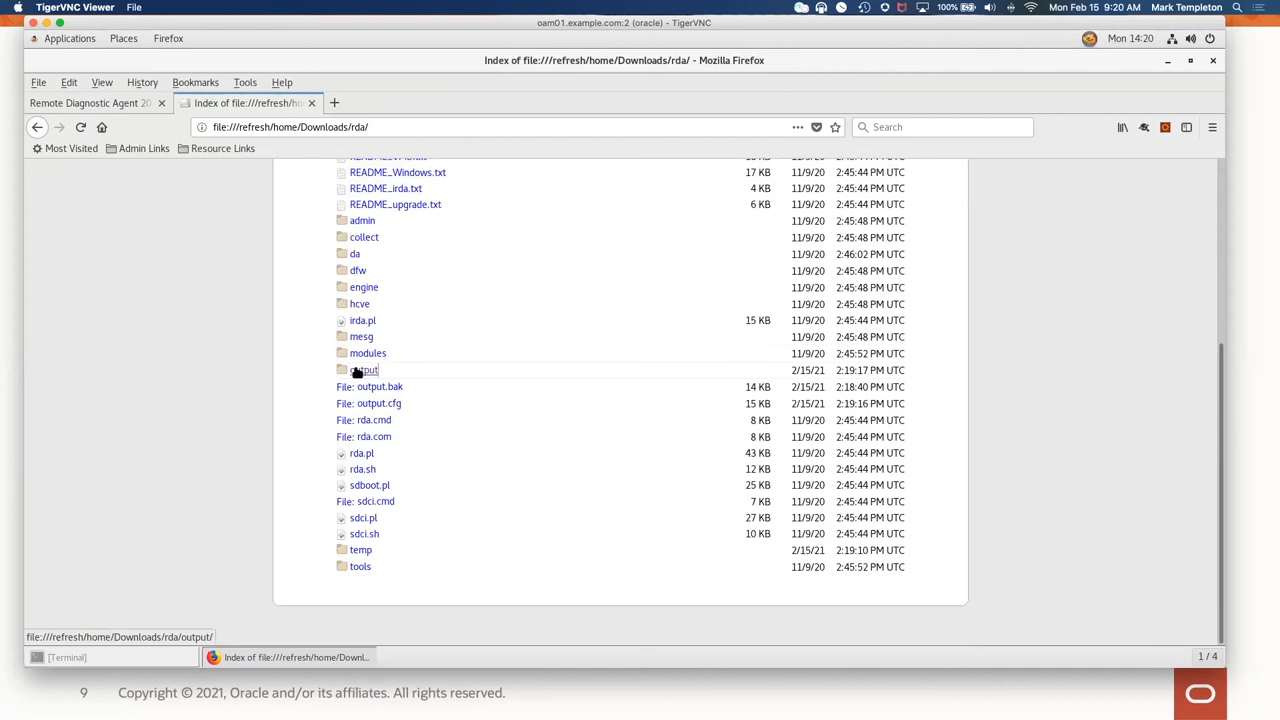 TigerVNC Viewer File 100% Mon Feb 15 9:20 AM Mark Templeton
oam01.example.com:2 (oracle) - TigerVNC
Applications Places Firefox Mon 14:20
Index of file:///refresh/home/Downloads/rda/ - Mozilla Firefox
File Edit View History Bookmarks Tools Help
Remote Diagnostic Agent 20 Index of file:///refresh/ho
file:///refresh/home/Downloads/rda/ Search
Most Visited Admin Links Resource Links
README_Windows.txt 17 KB 11/9/20 2:45:44 PM UTC
README_irda.txt 4 KB 11/9/20 2:45:44 PM UTC
README_upgrade.txt 6 KB 11/9/20 2:45:44 PM UTC
admin 11/9/20 2:45:48 PM UTC
collect 11/9/20 2:45:48 PM UTC
da 11/9/20 2:46:02 PM UTC
dfw 11/9/20 2:45:48 PM UTC
engine 11/9/20 2:45:48 PM UTC
hcve 11/9/20 2:45:48 PM UTC
irda.pl 15 KB 11/9/20 2:45:44 PM UTC
mesg 11/9/20 2:45:48 PM UTC
modules 11/9/20 2:45:52 PM UTC
output 2/15/21 2:19:17 PM UTC
File: output.bak 14 KB 2/15/21 2:18:40 PM UTC
File: output.cfg 15 KB 2/15/21 2:19:16 PM UTC
File: rda.cmd 8 KB 11/9/20 2:45:44 PM UTC
File: rda.com 8 KB 11/9/20 2:45:44 PM UTC
rda.pl 43 KB 11/9/20 2:45:44 PM UTC
rda.sh 12 KB 11/9/20 2:45:44 PM UTC
sdboot.pl 25 KB 11/9/20 2:45:44 PM UTC
File: sdci.cmd 7 KB 11/9/20 2:45:44 PM UTC
sdci.pl 27 KB 11/9/20 2:45:44 PM UTC
sdci.sh 10 KB 11/9/20 2:45:44 PM UTC
temp 2/15/21 2:19:10 PM UTC
tools 11/9/20 2:45:52 PM UTC
file:///refresh/home/Downloads/rda/output/
[Terminal] Index of file:///refresh/home/Downl... 1 / 4
9 Copyright © 2021, Oracle and/or its affiliates. All rights reserved.